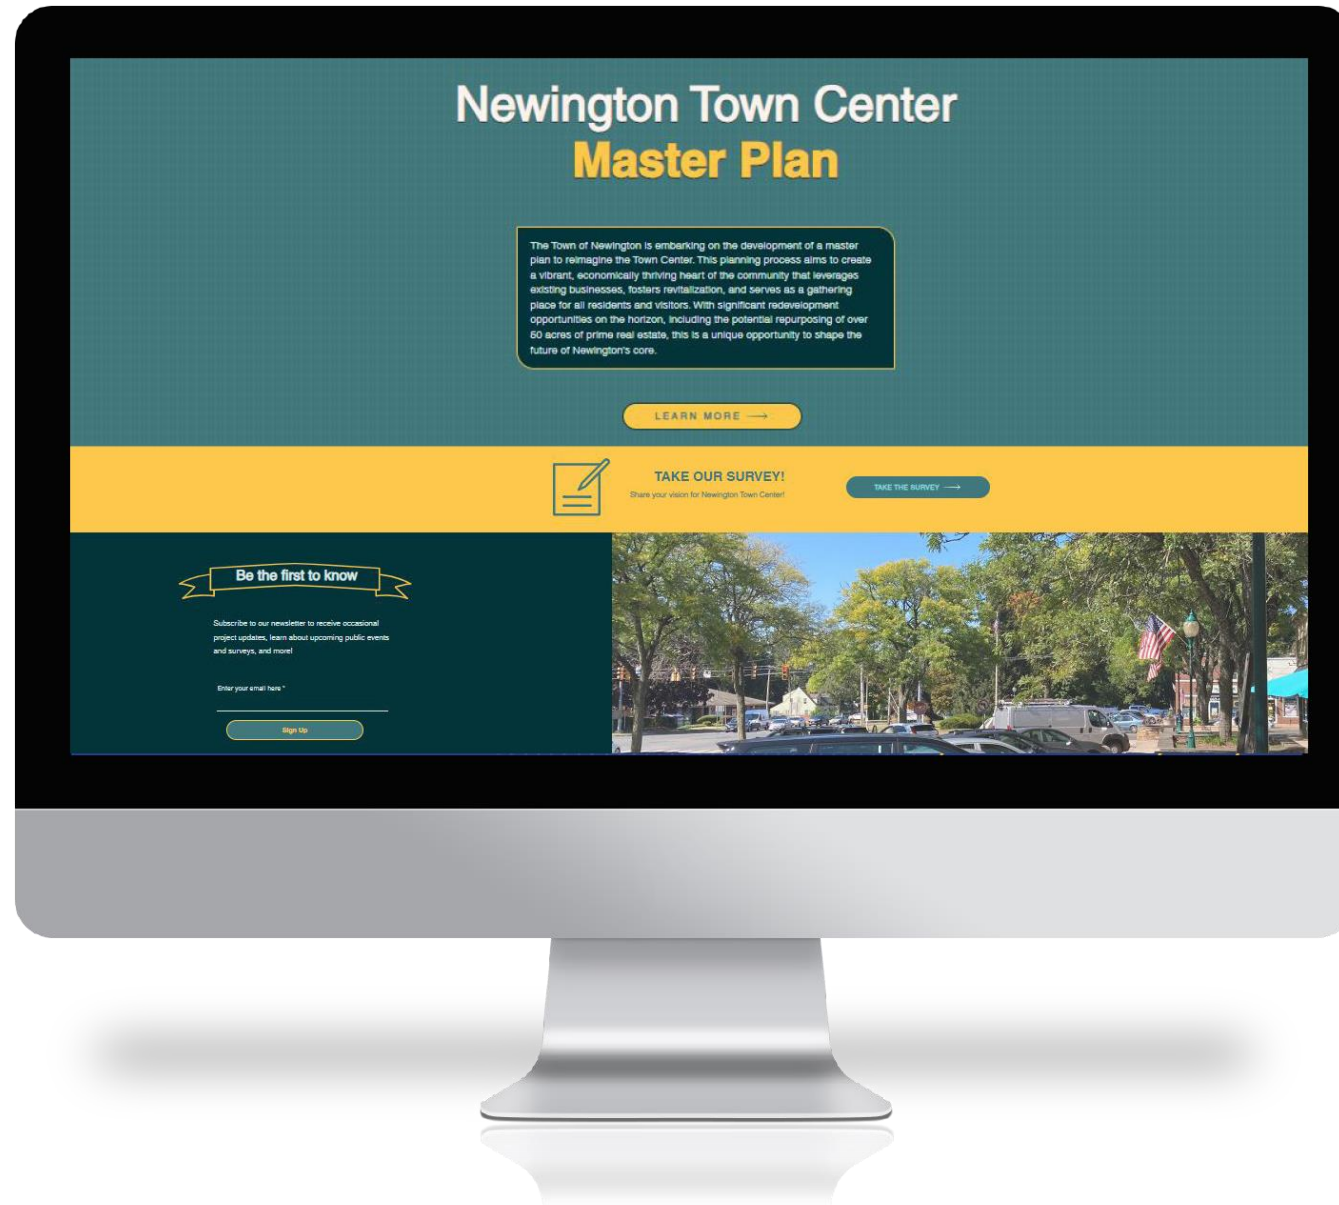 Newington Town Center
Master Plan
The Town of Newington is embarking on the development of a master
plan to reimagine the Town Center. This planning process aims to create
a vibrant, economically thriving heart of the community that leverages
existing businesses, fosters revitalization, and serves as a gathering
place for all residents and visitors. With significant redevelopment
opportunities on the horizon, including the potential repurposing of over
60 acres of prime real estate, this is a unique opportunity to shape the
future of Newington's core.
LEARN MORE
TAKE OUR SURVEY!
Share your vision for Newington Town Center!
TAKE THE SURVEY
Be the first to know
Subscribe to our newsletter to receive occasional
project updates, learn about upcoming public events
and surveys, and more!
Enter your email here *
Sign Up